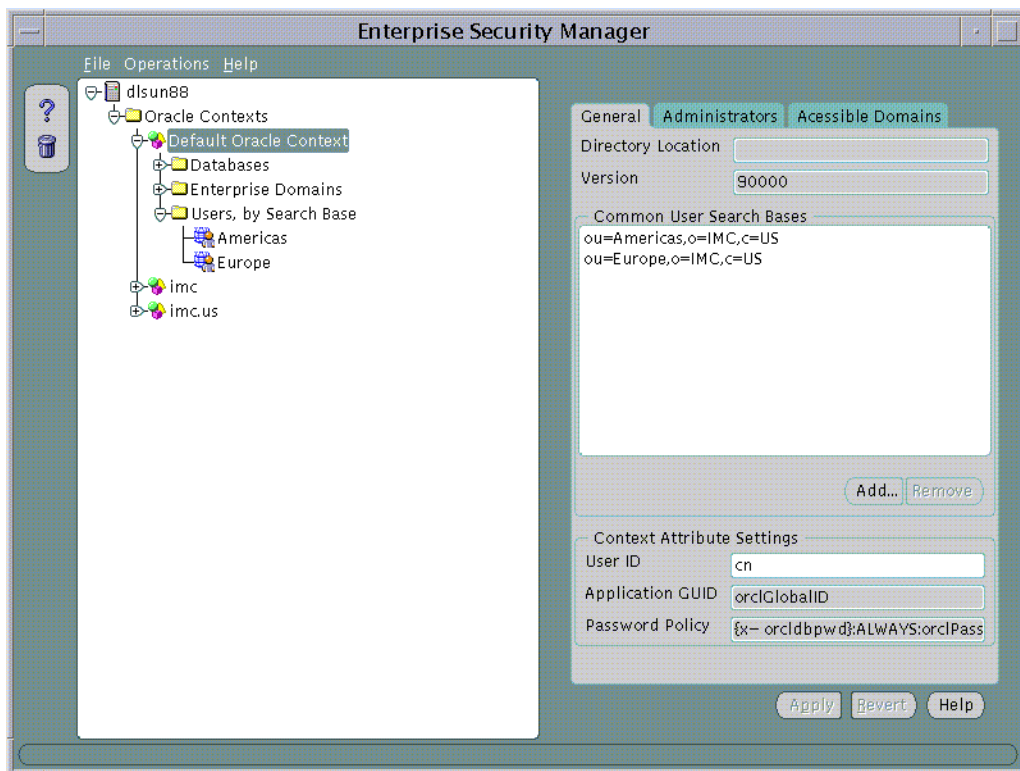 Enterprise Security Manager
File Operations Help
dlsun88
Oracle Contexts
Default Oracle Context
Databases
Enterprise Domains
Users, by Search Base
Americas
Europe
imc
imc.us
General Administrators Acessible Domains
Directory Location
Version 90000
Common User Search Bases
ou=Americas,o=IMC,c=US
ou=Europe,o=IMC,c=US
Add... Remove
Context Attribute Settings
User ID cn
Application GUID orclGlobalID
Password Policy {x- orcldbpwd}:ALWAYS:orclPass
Apply Revert Help